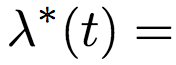 λ*(t) =